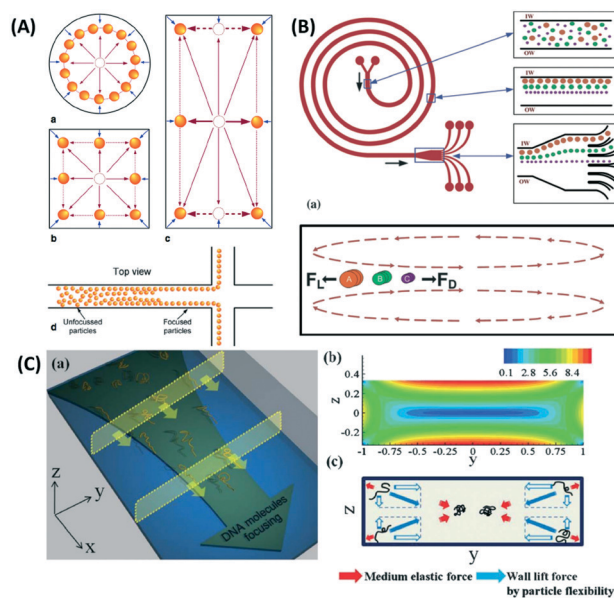 (A)
a
b
c
Top view
d
Unfocussed
particles
Focused
particles
(B)
IW
OW
IW
OW
IW
OW
(a)
F_L
A
B
C
F_D
(C)
(a)
z
y
x
DNA molecules
focusing
(b)
0.1 2.8 5.6 8.4
0.4
0.2
0
-0.2
z
-1 -0.75 -0.5 -0.25 0 0.25 0.5 0.75 1
y
(c)
z
y
Medium elastic force
Wall lift force
by particle flexibility